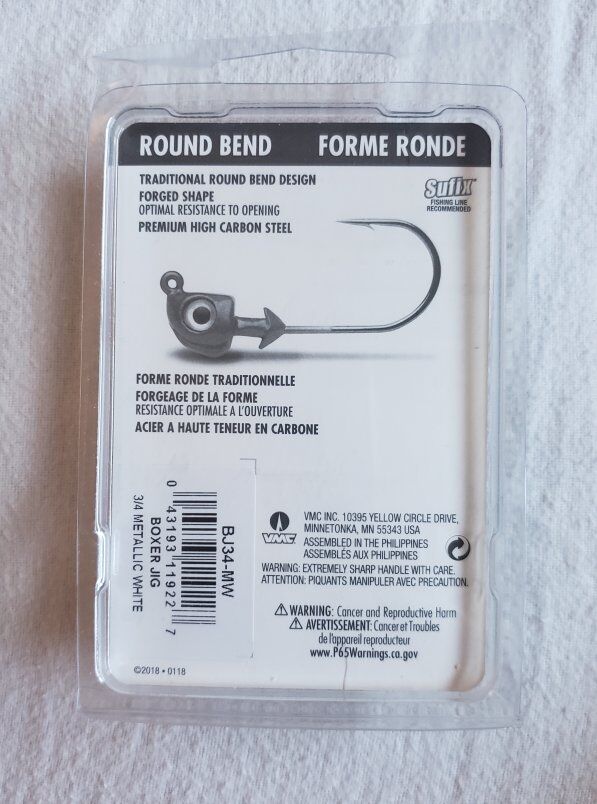 ROUND BEND FORME RONDE
TRADITIONAL ROUND BEND DESIGN
FORGED SHAPE
OPTIMAL RESISTANCE TO OPENING
PREMIUM HIGH CARBON STEEL
Sufix
FISHING LINE
RECOMMENDED
FORME RONDE TRADITIONNELLE
FORGEAGE DE LA FORME
RESISTANCE OPTIMALE A L'OUVERTURE
ACIER A HAUTE TENEUR EN CARBONE
BJ34-MW
0 43193 11922 7
BOXER JIG
3/4 METALLIC WHITE
VMC
VMC INC. 10395 YELLOW CIRCLE DRIVE,
MINNETONKA, MN 55343 USA
ASSEMBLED IN THE PHILIPPINES
ASSEMBLÉS AUX PHILIPPINES
WARNING: EXTREMELY SHARP HANDLE WITH CARE.
ATTENTION: PIQUANTS MANIPULER AVEC PRECAUTION.
WARNING: Cancer and Reproductive Harm
AVERTISSEMENT: Cancer et Troubles
de l'appareil reproducteur
www.P65Warnings.ca.gov
©2018 • 0118